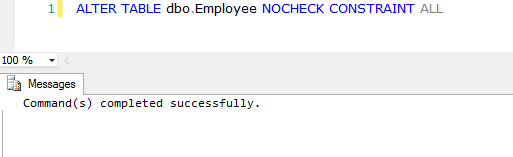 1 ALTER TABLE dbo.Employee NOCHECK CONSTRAINT ALL
100 %
Messages
Command(s) completed successfully.